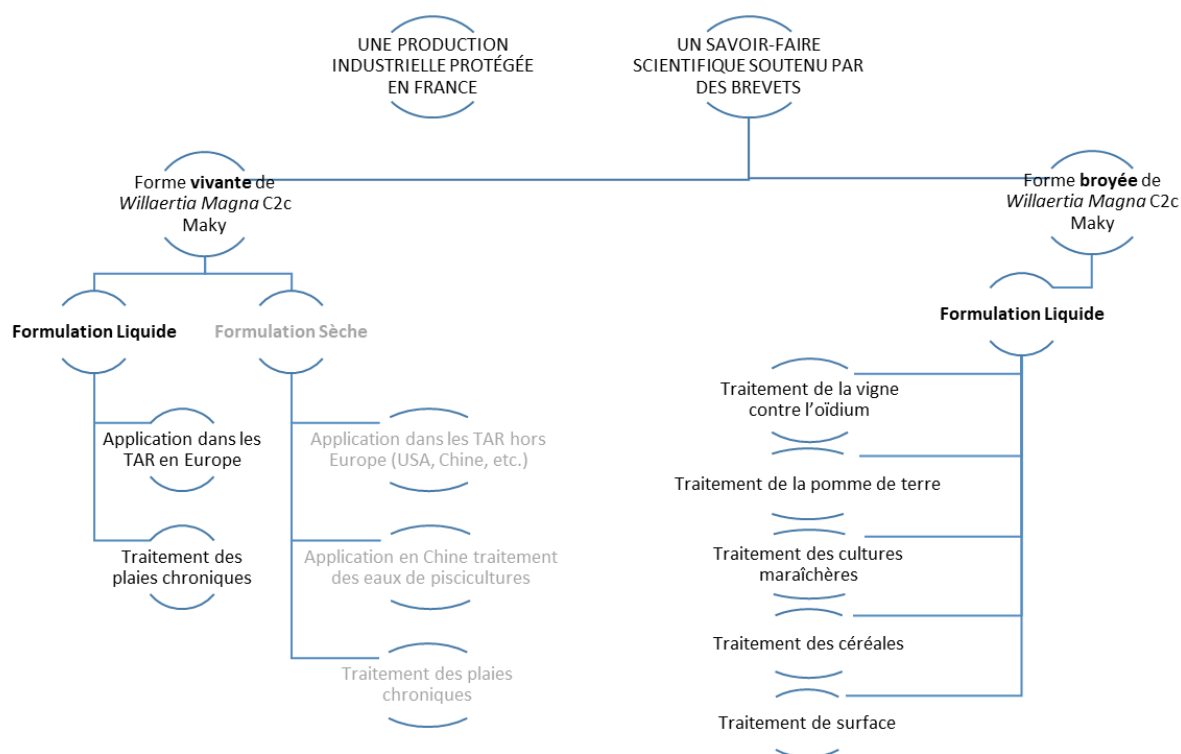 UNE PRODUCTION
INDUSTRIELLE PROTÉGÉE
EN FRANCE
UN SAVOIR-FAIRE
SCIENTIFIQUE SOUTENU PAR
DES BREVETS
Forme vivante de
Willaertia Magna C2c
Maky
Forme broyée de
Willaertia Magna C2c
Maky
Formulation Liquide
Formulation Sèche
Application dans les
TAR en Europe
Traitement des
plaies chroniques
Application dans les TAR hors
Europe (USA, Chine, etc.)
Application en Chine traitement
des eaux de piscicultures
Traitement des plaies
chroniques
Formulation Liquide
Traitement de la vigne
contre l’oïdium
Traitement de la pomme de terre
Traitement des cultures
maraîchères
Traitement des céréales
Traitement de surface